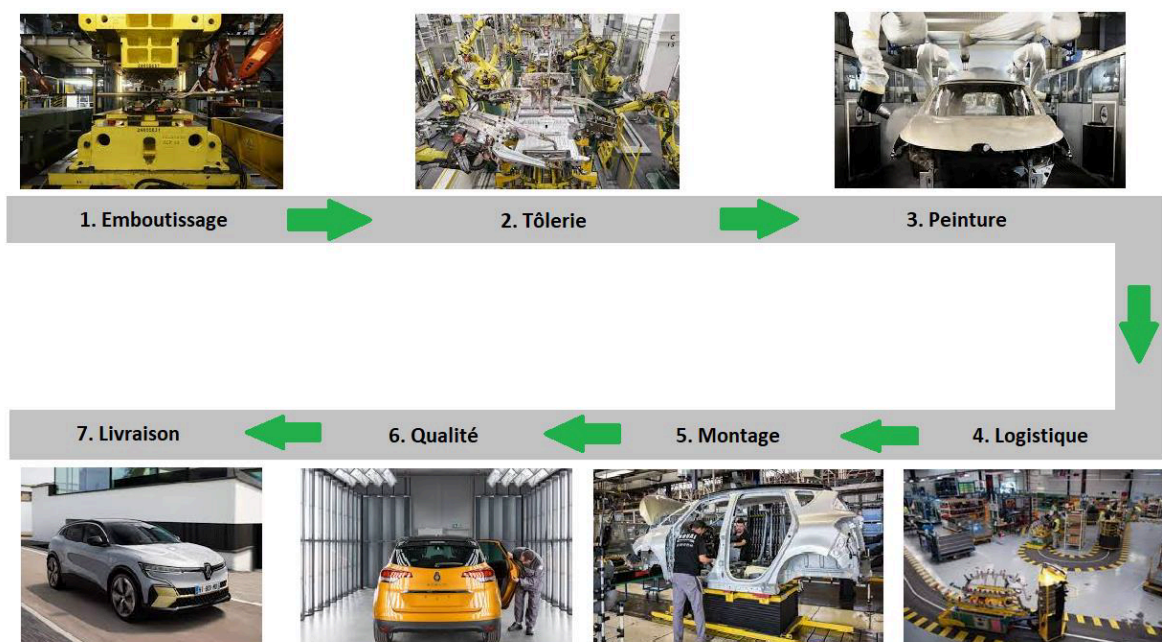 1. Emboutissage
2. Tôlerie
3. Peinture
4. Logistique
5. Montage
6. Qualité
7. Livraison